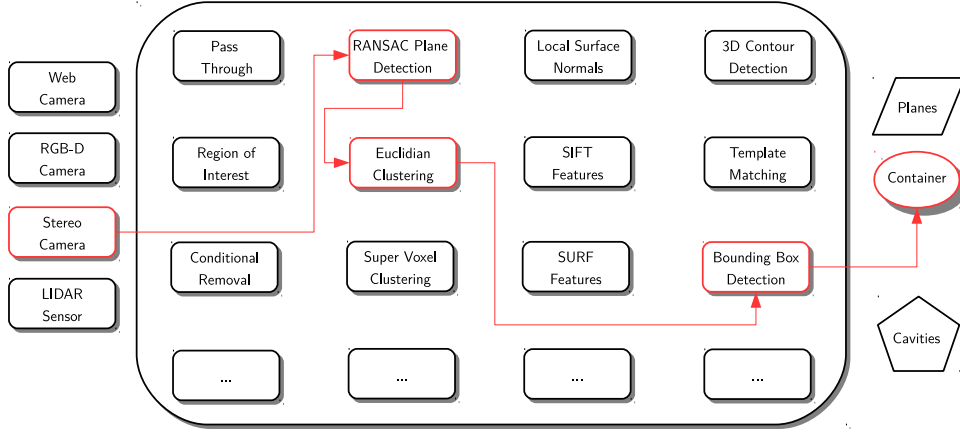 Web
Camera
RGB-D
Camera
Stereo
Camera
LIDAR
Sensor
Pass
Through
RANSAC Plane
Detection
Local Surface
Normals
3D Contour
Detection
Region of
Interest
Euclidian
Clustering
SIFT
Features
Template
Matching
Conditional
Removal
Super Voxel
Clustering
SURF
Features
Bounding Box
Detection
...
...
...
...
Planes
Container
Cavities